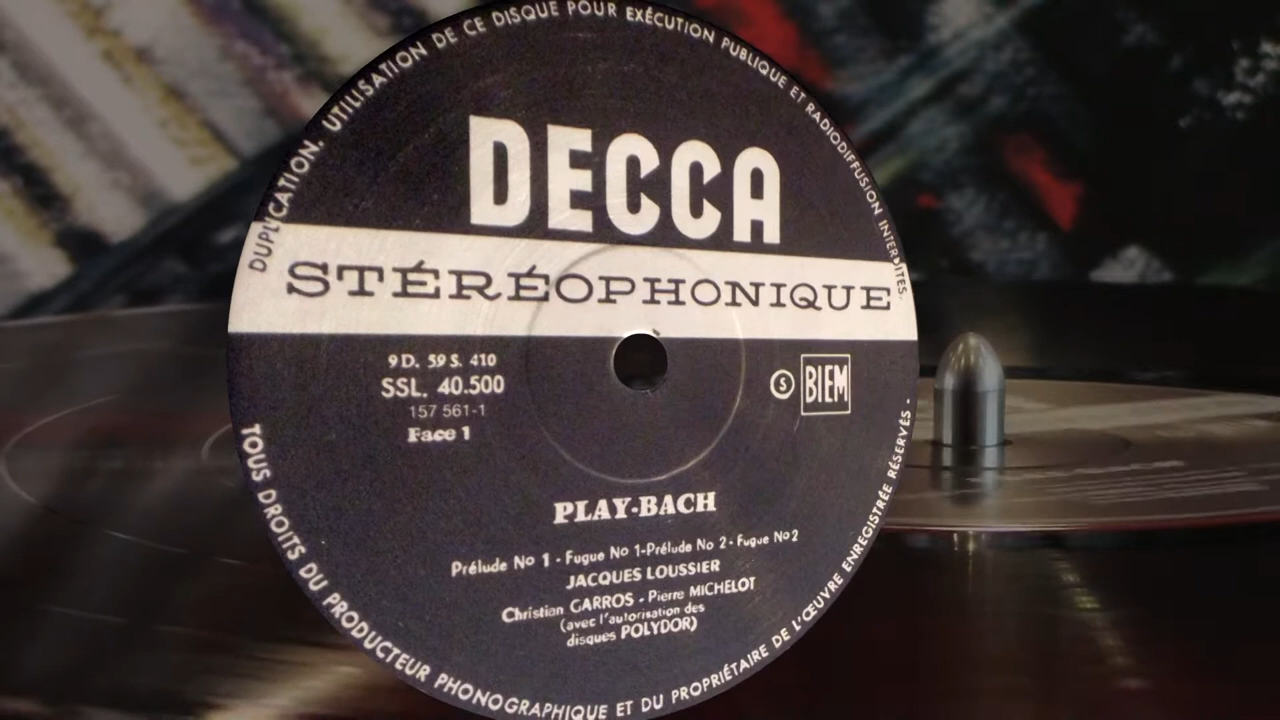 DUPLICATION. UTILISATION DE CE DISQUE POUR EXÉCUTION PUBLIQUE ET RADIODIFFUSION INTERDITES.
DECCA
STÉRÉOPHONIQUE
9 D. 59 S. 410
SSL. 40.500
157 561-1
Face 1
S BIEM
PLAY-BACH
Prélude No 1 - Fugue No 1-Prélude No 2 - Fugue No 2
JACQUES LOUSSIER
Christian GARROS - Pierre MICHELOT
(avec l'autorisation des
disques POLYDOR)
TOUS DROITS DU PRODUCTEUR PHONOGRAPHIQUE ET DU PROPRIÉTAIRE DE L'ŒUVRE ENREGISTRÉE RÉSERVÉS -